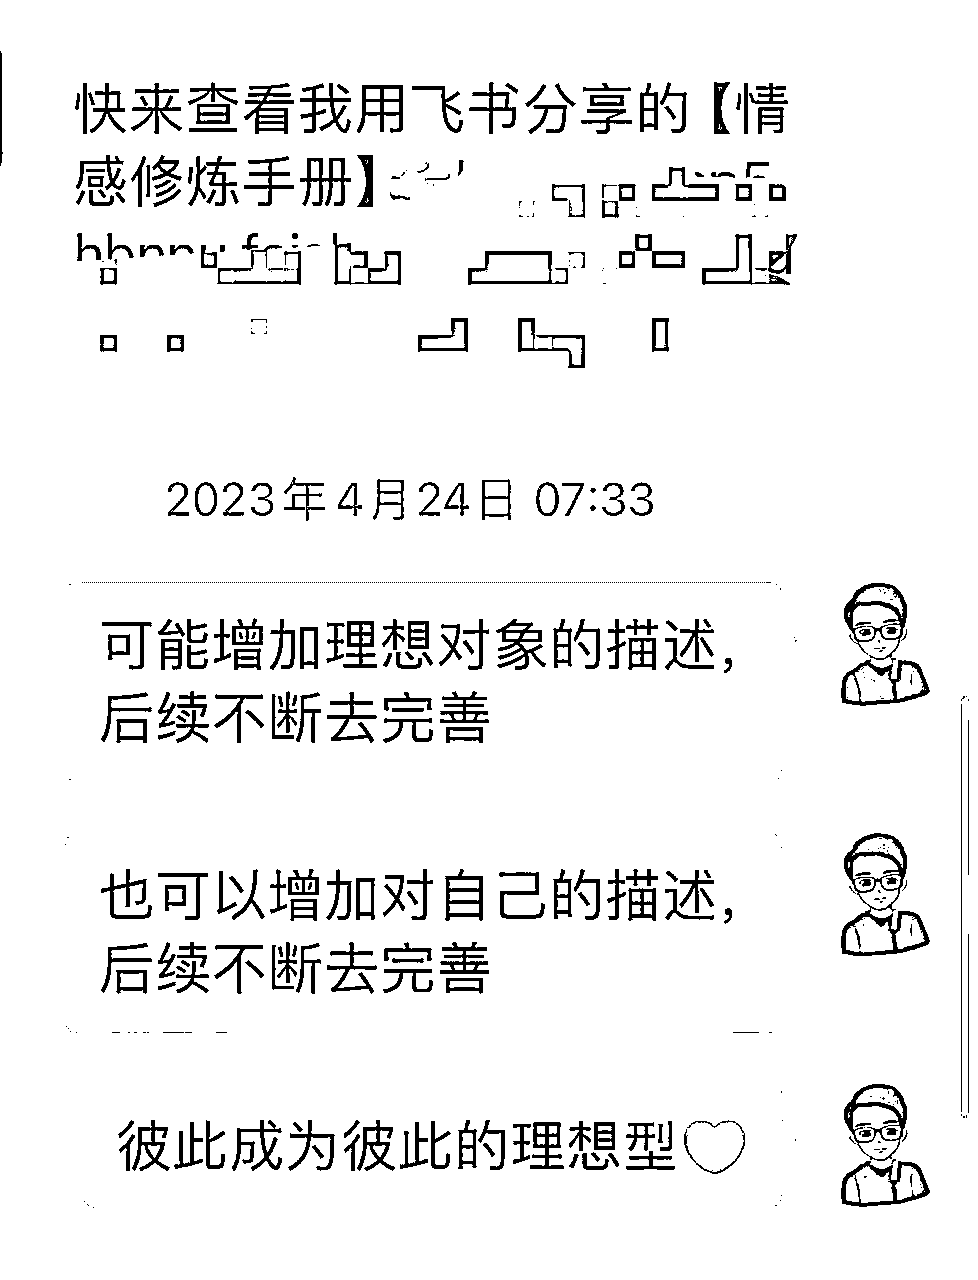 快来查看我用飞书分享的【情
感修炼手册】
2023年4月24日 07:33
可能增加理想对象的描述，
后续不断去完善
也可以增加对自己的描述，
后续不断去完善
彼此成为彼此的理想型♡